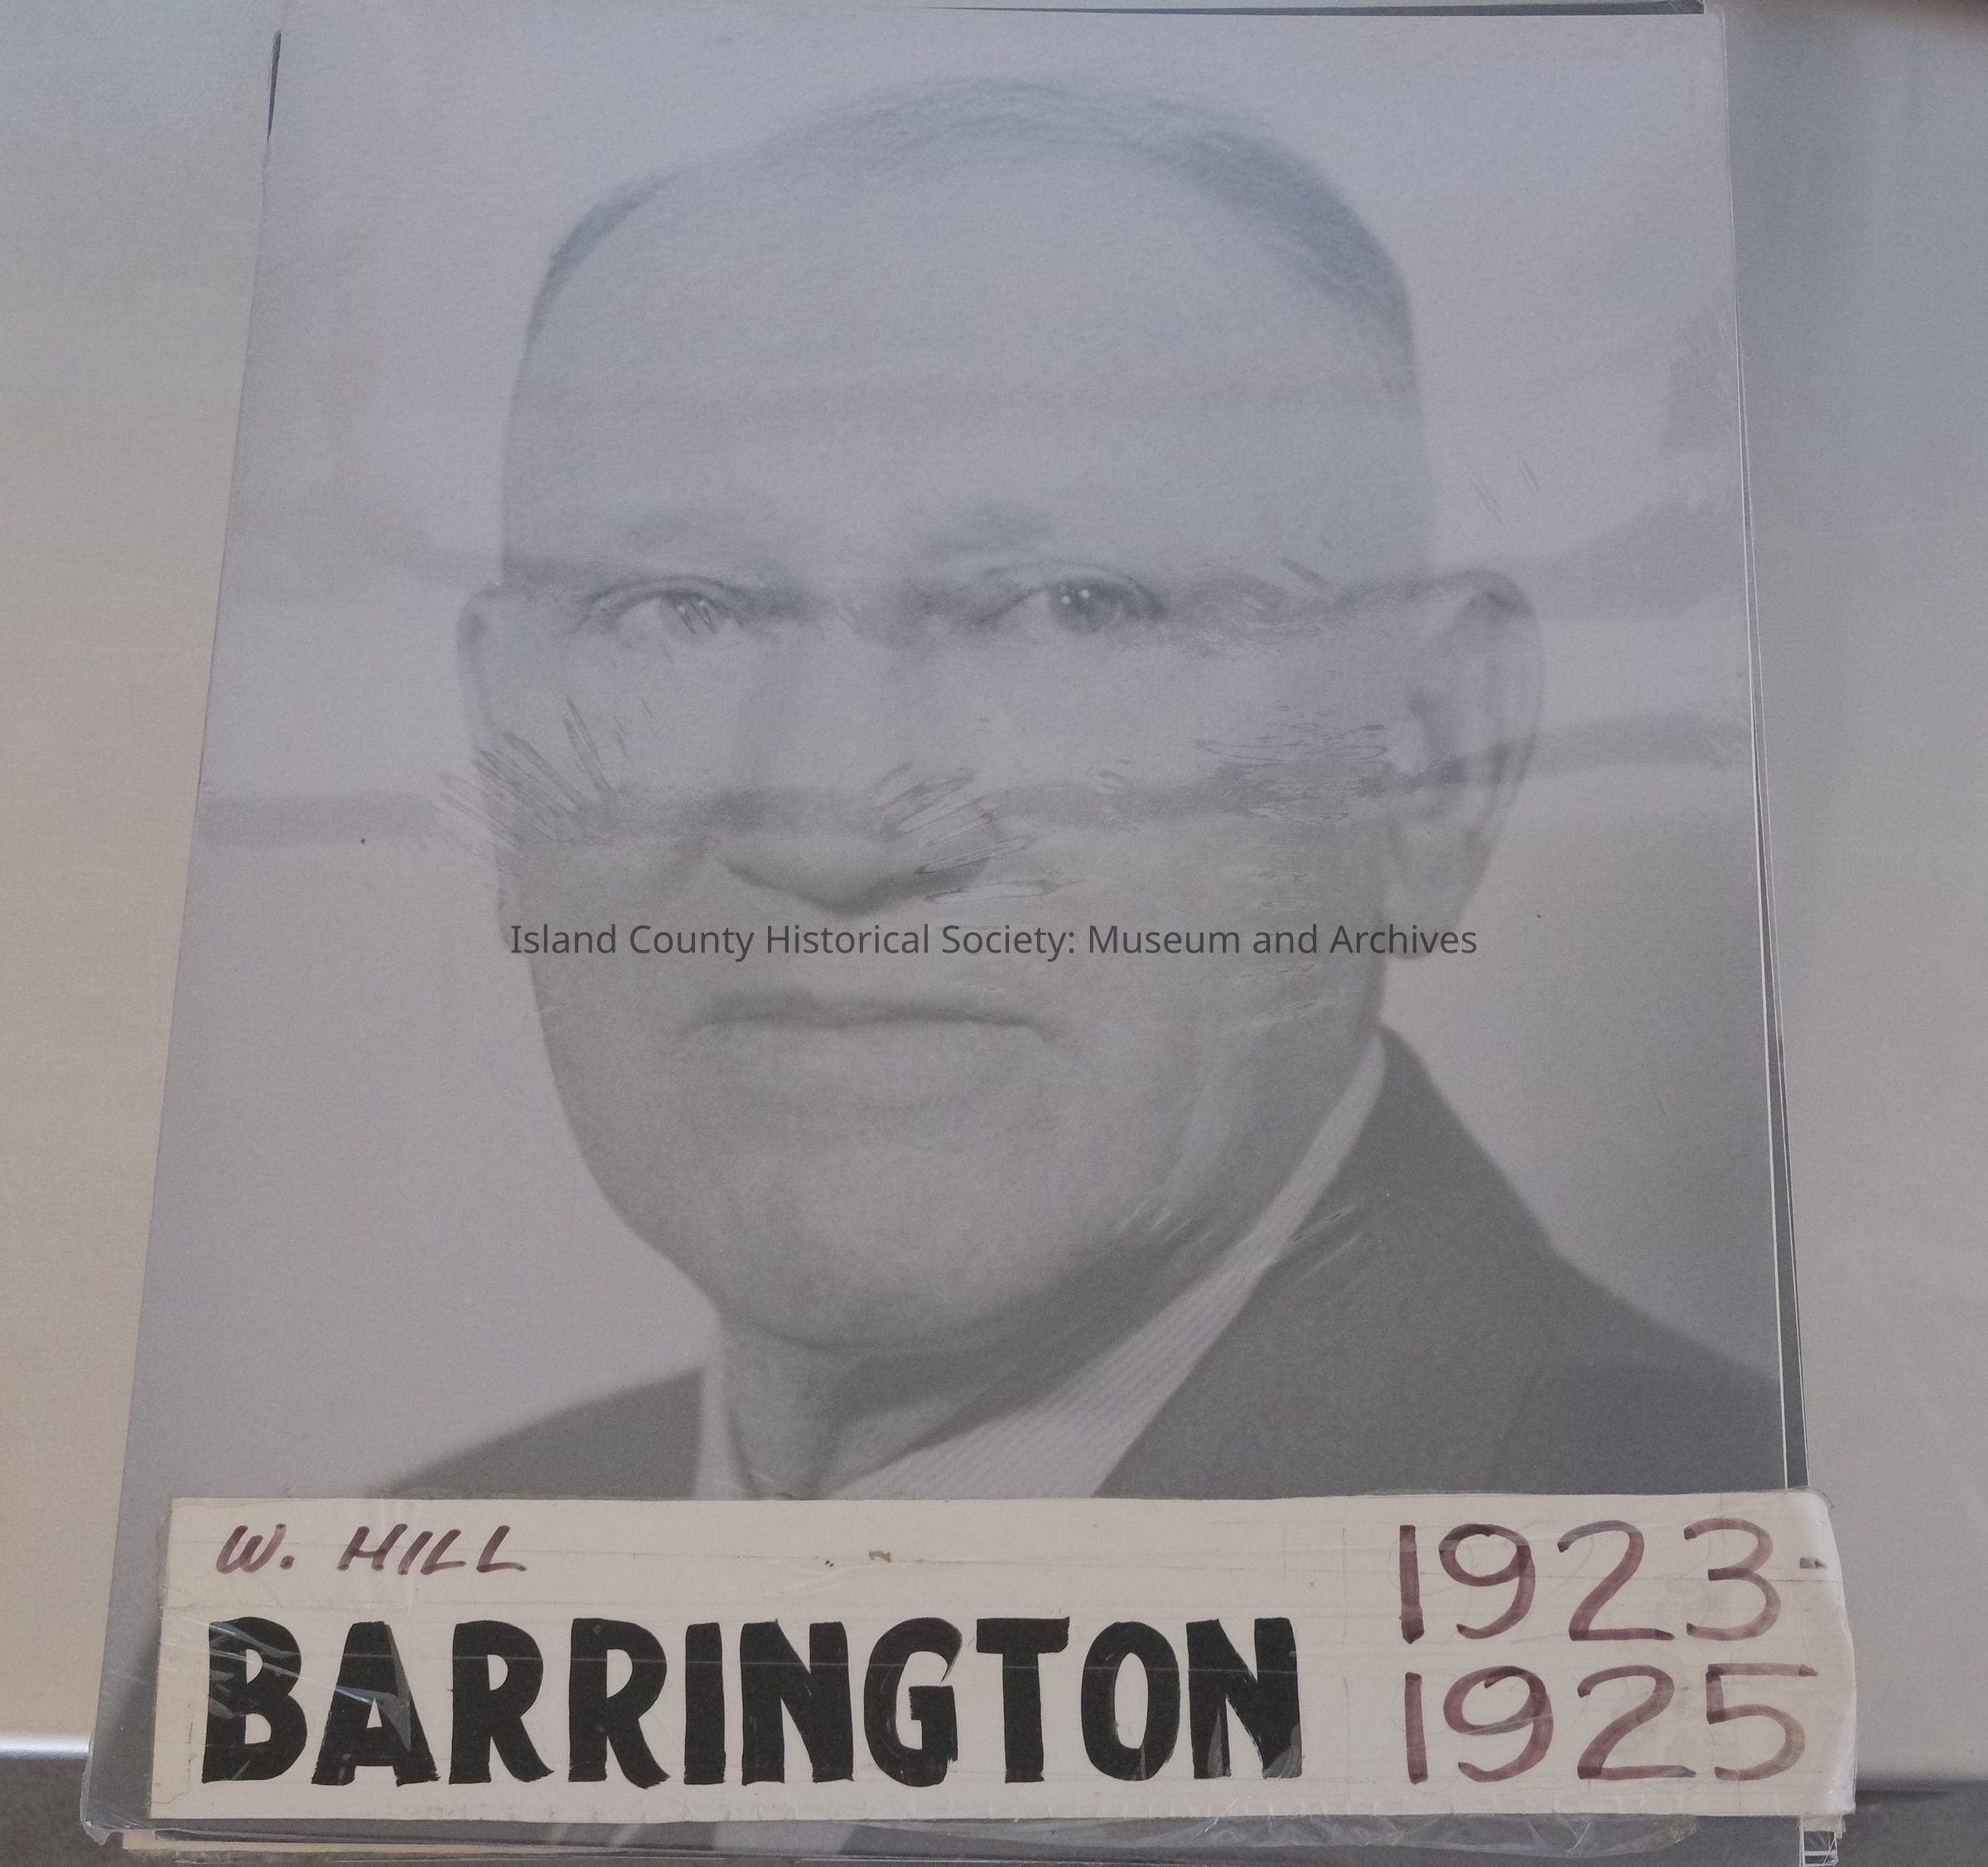 Island County Historical Society: Museum and Archives
W. HILL
BARRINGTON
1923-
1925